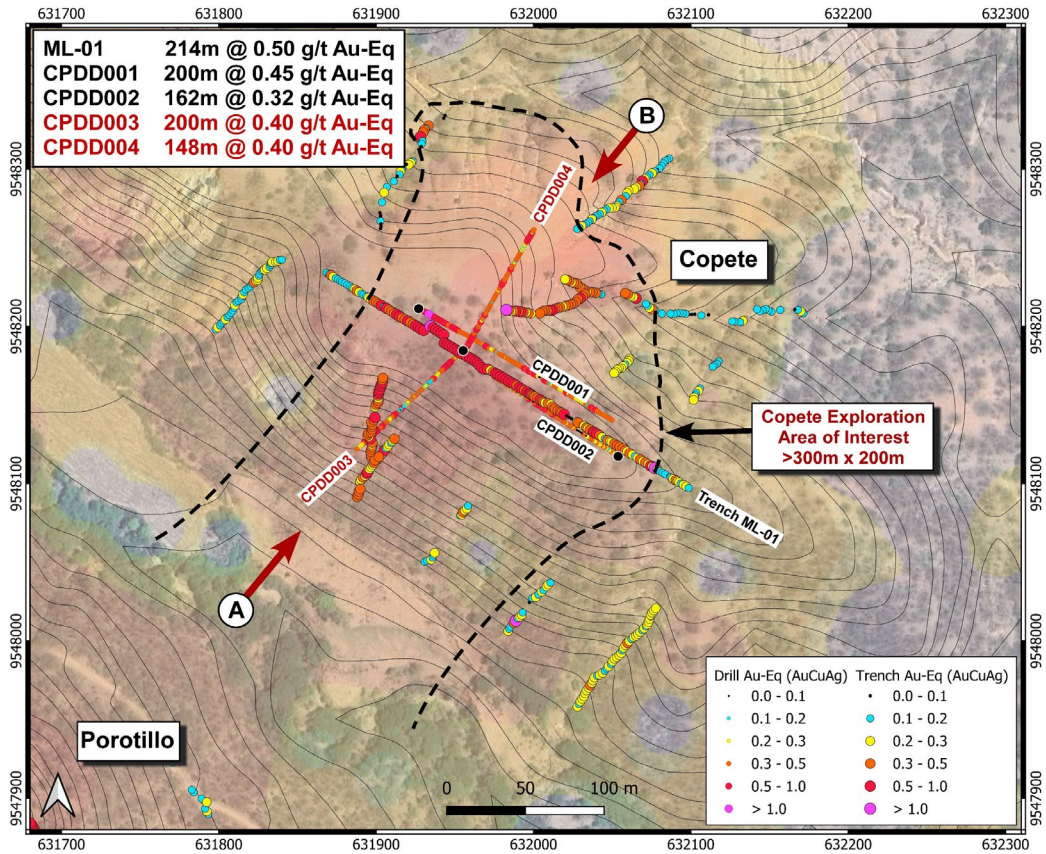 631700 631800 631900 632000 632100 632200 632300
ML-01 214m @ 0.50 g/t Au-Eq
CPDD001 200m @ 0.45 g/t Au-Eq
CPDD002 162m @ 0.32 g/t Au-Eq
CPDD003 200m @ 0.40 g/t Au-Eq
CPDD004 148m @ 0.40 g/t Au-Eq
B
9548300
9548300
CPDD004
Copete
9548200
9548200
CPDD001
CPDD002
Copete Exploration
Area of Interest
>300m x 200m
CPDD003
9548100
9548100
Trench ML-01
A
9548000
9548000
Porotillo
0 50 100 m
Drill Au-Eq (AuCuAg) Trench Au-Eq (AuCuAg)
0.0 - 0.1 0.0 - 0.1
0.1 - 0.2 0.1 - 0.2
0.2 - 0.3 0.2 - 0.3
0.3 - 0.5 0.3 - 0.5
0.5 - 1.0 0.5 - 1.0
> 1.0 > 1.0
9547900
9547900
631700 631800 631900 632000 632100 632200 632300